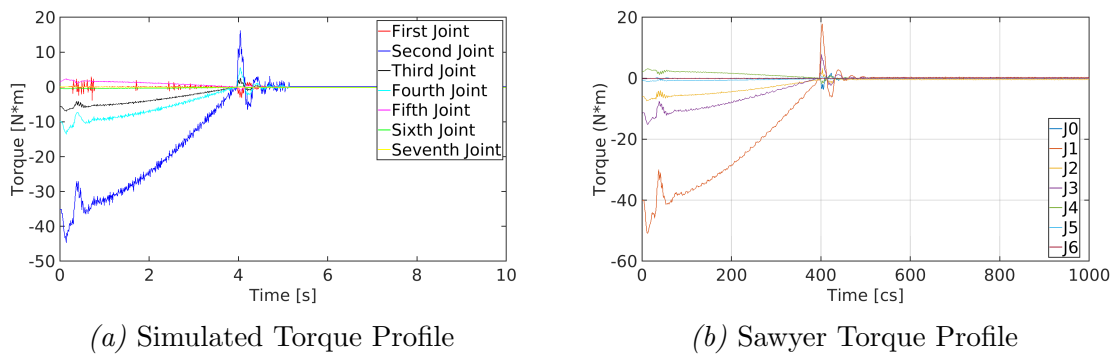 20
10
0
-10
-20
-30
-40
-50
Torque [N*m]
0 2 4 6 8 10
Time [s]
First Joint
Second Joint
Third Joint
Fourth Joint
Fifth Joint
Sixth Joint
Seventh Joint
(a) Simulated Torque Profile
20
0
-20
-40
-60
Torque (N*m)
0 200 400 600 800 1000
Time [cs]
J0
J1
J2
J3
J4
J5
J6
(b) Sawyer Torque Profile